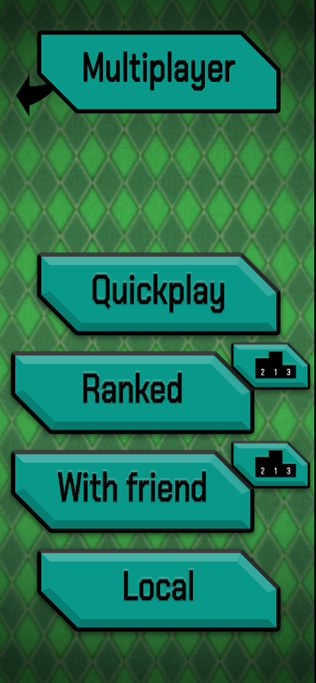 Multiplayer
Quickplay
2 1 3
Ranked
2 1 3
With friend
Local